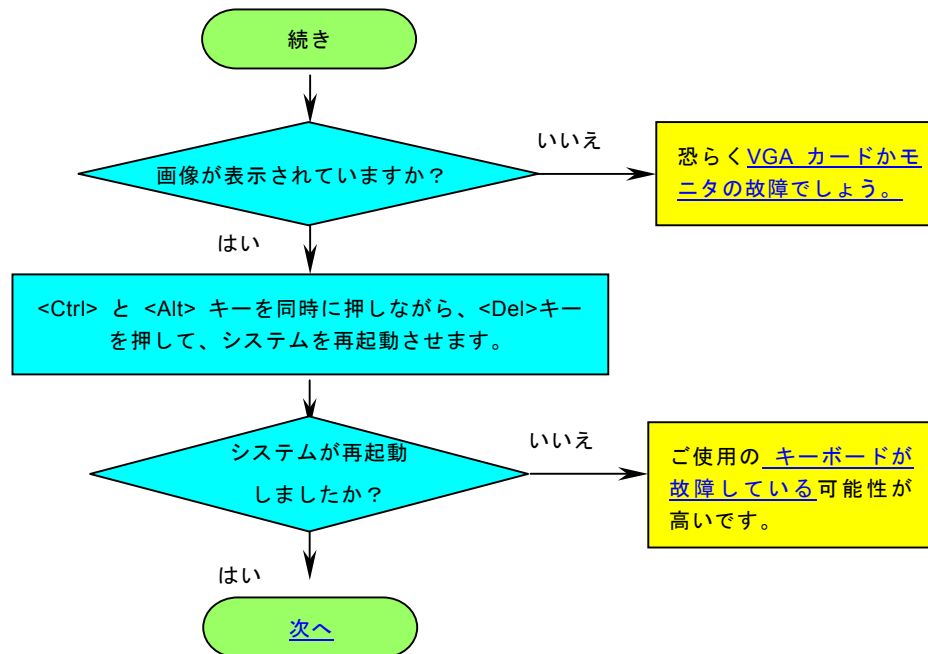 続き
画像が表示されていますか？
いいえ
恐らくVGA カードかモ
ニタの故障でしょう。
はい
<Ctrl> と <Alt> キーを同時に押しながら、<Del>キー
を押して、システムを再起動させます。
システムが再起動
しましたか？
いいえ
ご使用の キーボードが
故障している可能性が
高いです。
はい
次へ